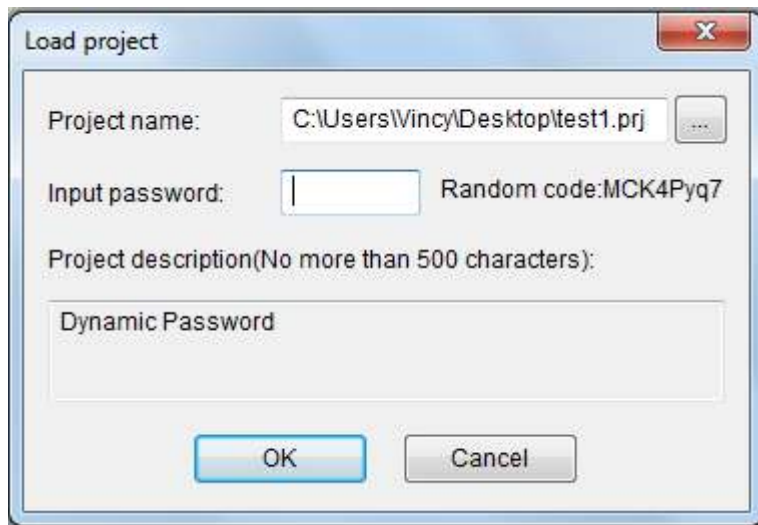 Load project
Project name: C:\Users\Vincy\Desktop\test1.prj ...
Input password: Random code:MCK4Pyq7
Project description(No more than 500 characters):
Dynamic Password
OK Cancel